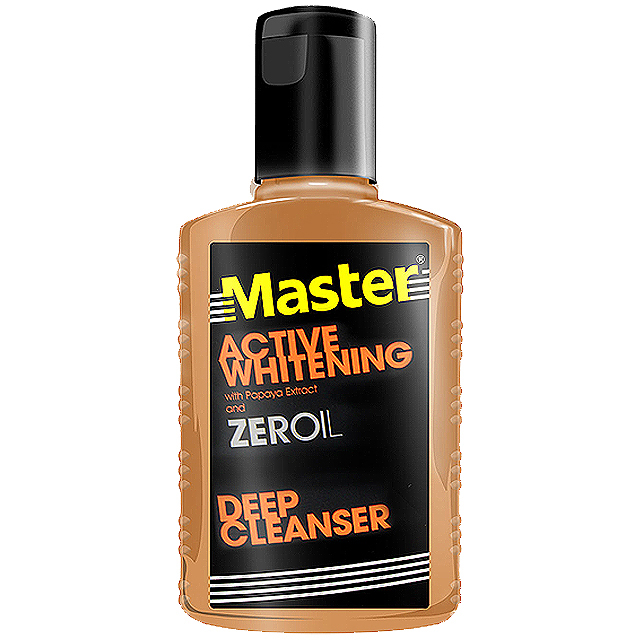 Master®
ACTIVE
WHITENING
with Papaya Extract
and
ZEROIL
DEEP
CLEANSER